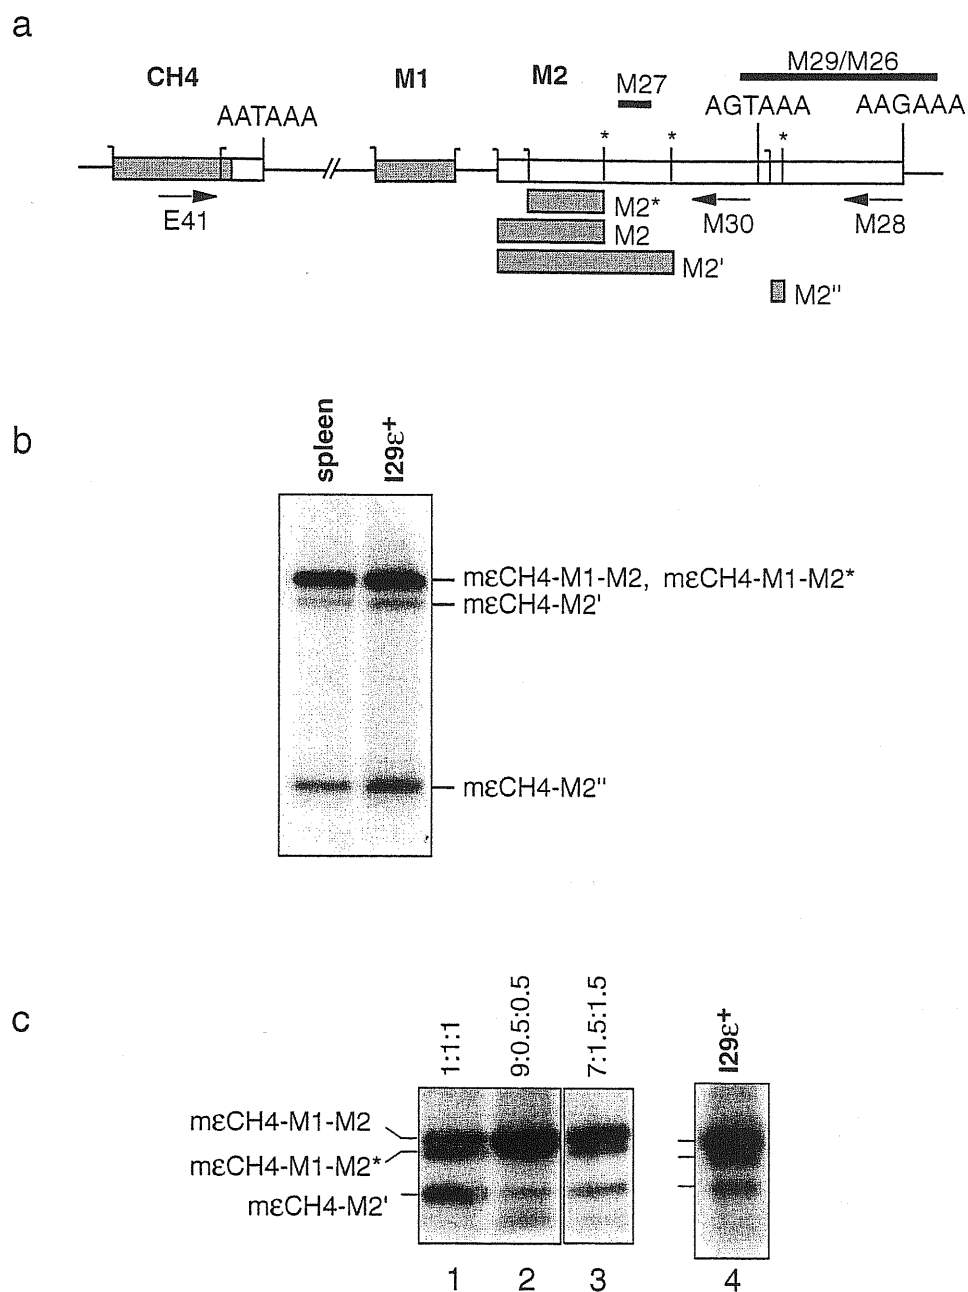 a
CH4 M1 M2 M27 M29/M26
AATAAA AGTAAA AAGAAA
* * *
E41 M2* M30 M28
M2
M2'
M2"
b
spleen I29ε+
mεCH4-M1-M2, mεCH4-M1-M2*
mεCH4-M2'
mεCH4-M2"
c
1:1:1 9:0.5:0.5 7:1.5:1.5 I29ε+
mεCH4-M1-M2
mεCH4-M1-M2*
mεCH4-M2'
1 2 3 4